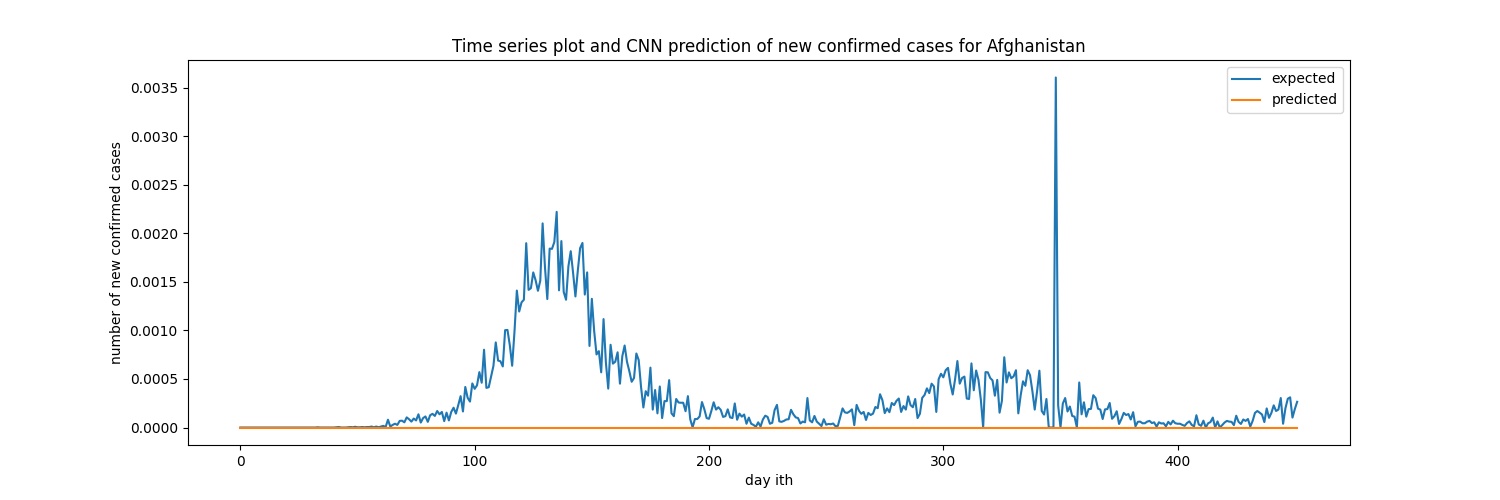 Time series plot and CNN prediction of new confirmed cases for Afghanistan
expected
predicted
number of new confirmed cases
0.0035
0.0030
0.0025
0.0020
0.0015
0.0010
0.0005
0.0000
0 100 200 300 400
day ith